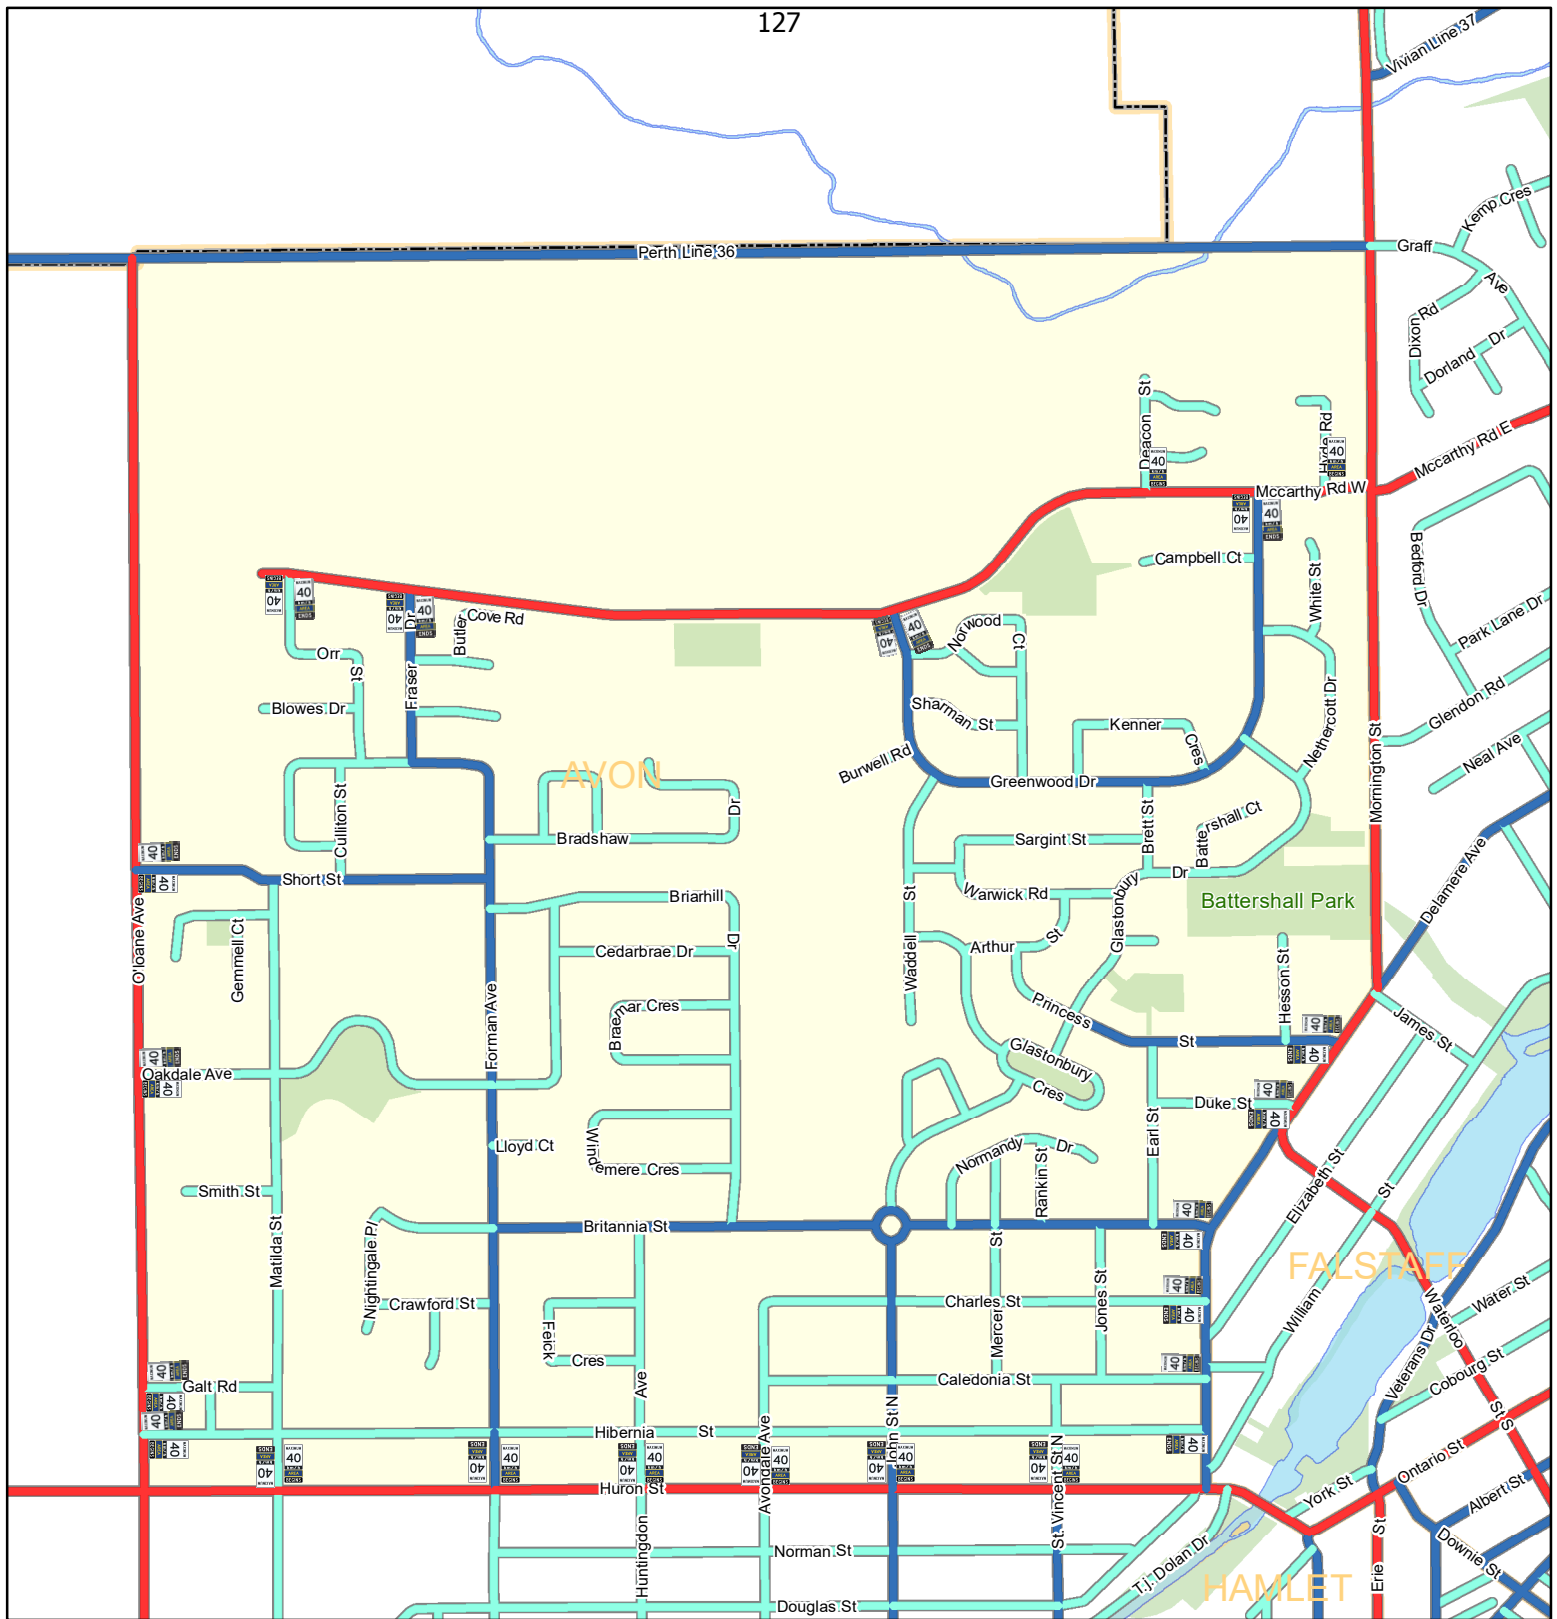 127
Vivian Line 37
Kemp Cres
Graff
Ave
Perth Line 36
Dixon
Rd
Dorland Dr
Deacon St
Hyde Rd
Mccarthy Rd E
Mccarthy Rd W
Campbell Ct
White St
Bedford Dr
Park Lane Dr
Glendon Rd
Neal Ave
Butler
Cove Rd
Orr
St
Fraser
Dr
Blowes Dr
Norwood
Ct
Sharman St
Kenner
Cres
Nethercott Dr
Mornington St
Burwell Rd
Greenwood Dr
AVON
Culliton St
Bradshaw
Dr
Sargint St
Brett St
Battershall Ct
Short St
Warwick Rd
Glastonbury
Dr
Battershall Park
Delamere Ave
O'loane Ave
Gemmell Ct
Briarhill
Dr
Cedarbrae Dr
Waddell St
Arthur
St
Braemar Cres
Forman Ave
Princess
St
Hesson St
James St
Oakdale Ave
Glastonbury
Cres
Duke St
Earl St
Lloyd Ct
Windemere Cres
Normandy
Dr
Rankin St
Smith St
Matilda St
Britannia St
Elizabeth St
William
St
Nightingale Pl
Crawford St
Feick
Cres
Charles St
Mercer
St
Jones St
FALSTAFF
Waterloo
St S
Water St
Veterans Dr
Cobourg St
Galt Rd
Caledonia St
Hibernia
St
Avondale Ave
John St N
St. Vincent St N
Huron St
Huntingdon
Ave
Ontario St
York St
Albert St
Downie St
Erie St
Norman St
T.j. Dolan Dr
HAMLET
Douglas St
MAXIMUM
40
km/h
AREA
BEGINS
ENDS